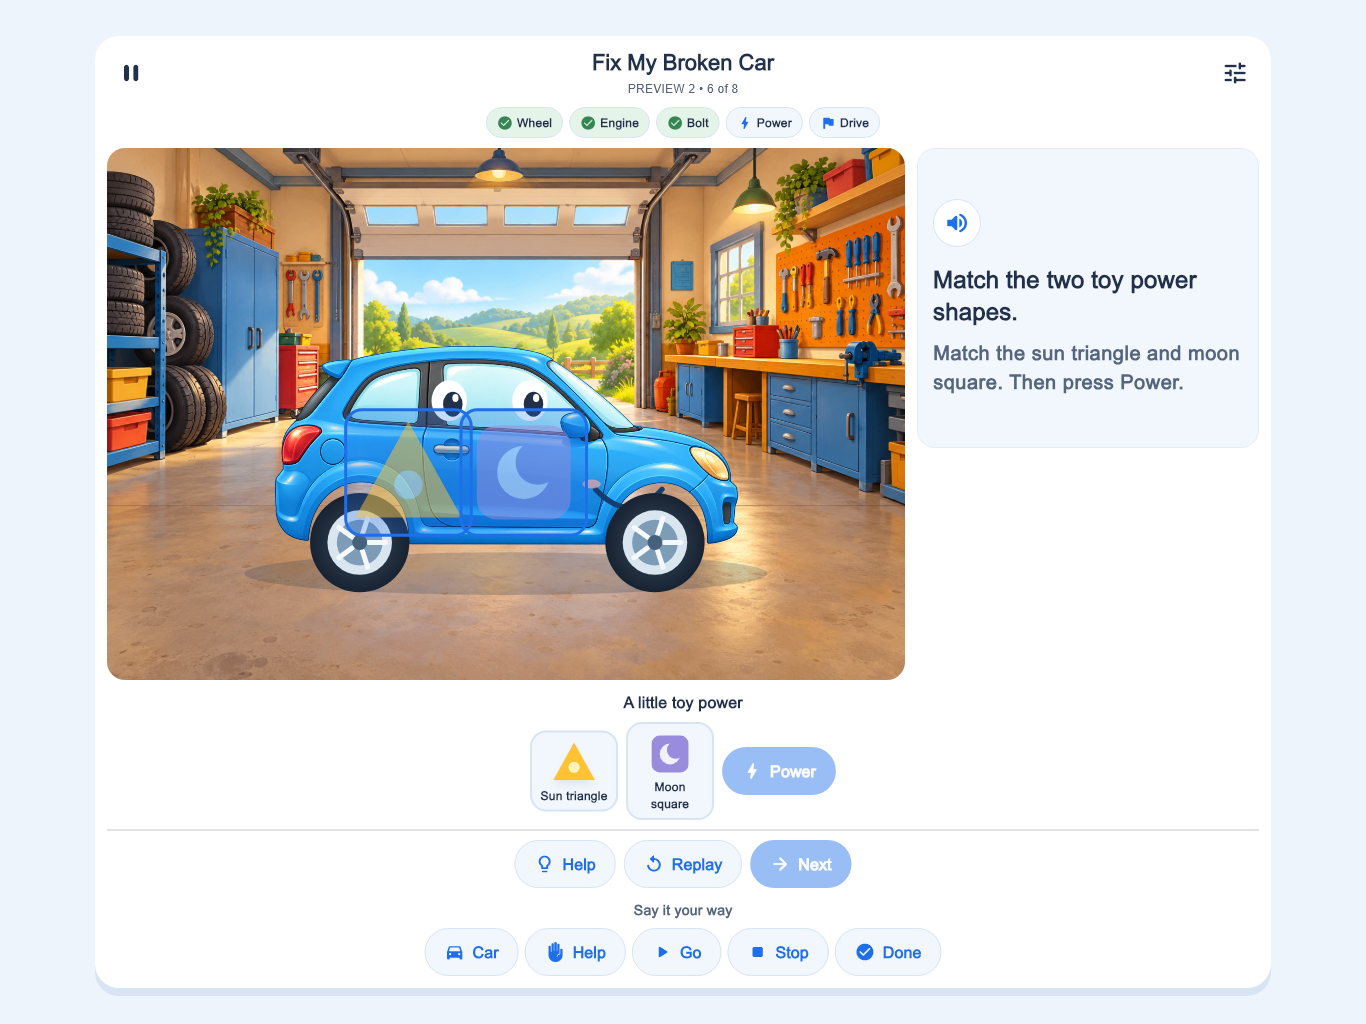 Fix My Broken Car
PREVIEW 2 • 6 of 8
Wheel
Engine
Bolt
Power
Drive
Match the two toy power
shapes.
Match the sun triangle and moon
square. Then press Power.
A little toy power
Sun triangle
Moon
square
Power
Help
Replay
Next
Say it your way
Car
Help
Go
Stop
Done